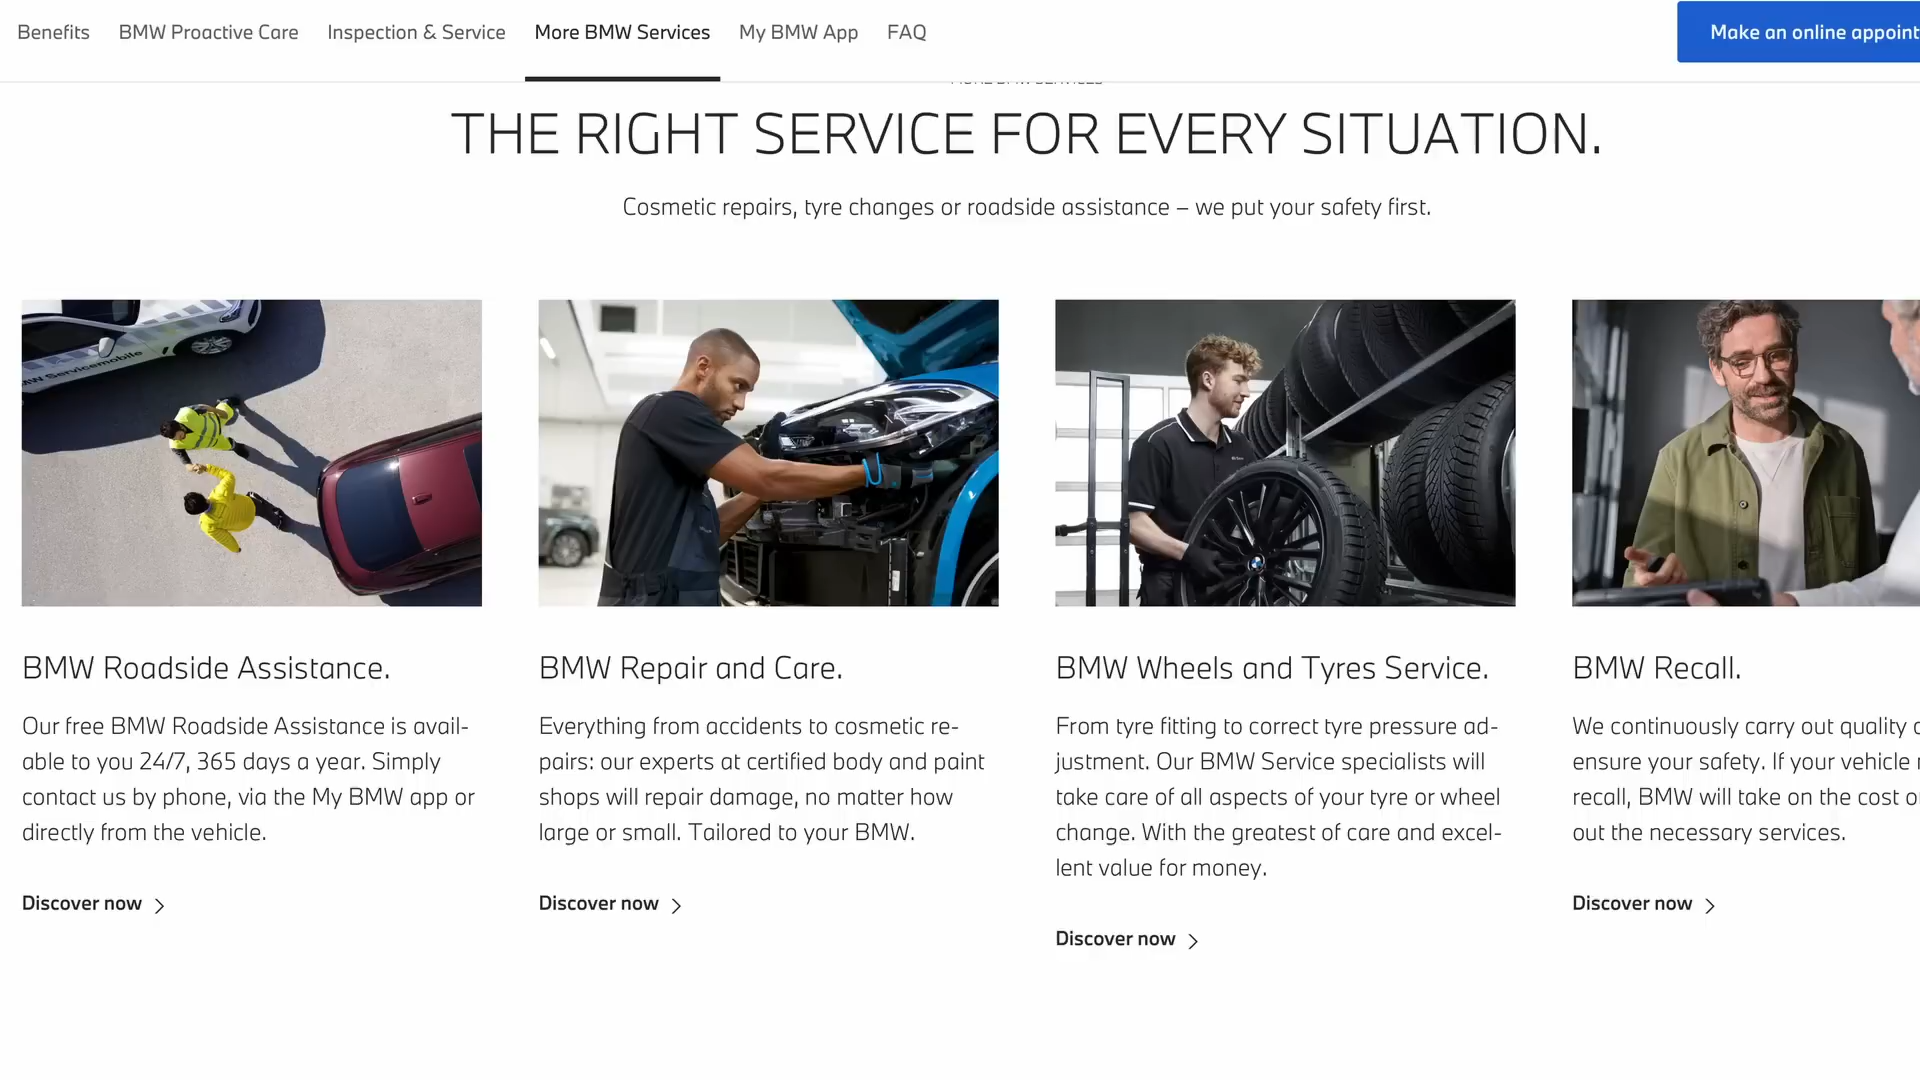 Benefits
BMW Proactive Care
Inspection & Service
More BMW Services
My BMW App
FAQ
Make an online appoint
THE RIGHT SERVICE FOR EVERY SITUATION.
Cosmetic repairs, tyre changes or roadside assistance – we put your safety first.
BMW Roadside Assistance.
Our free BMW Roadside Assistance is avail-
able to you 24/7, 365 days a year. Simply
contact us by phone, via the My BMW app or
directly from the vehicle.
Discover now
BMW Repair and Care.
Everything from accidents to cosmetic re-
pairs: our experts at certified body and paint
shops will repair damage, no matter how
large or small. Tailored to your BMW.
Discover now
BMW Wheels and Tyres Service.
From tyre fitting to correct tyre pressure ad-
justment. Our BMW Service specialists will
take care of all aspects of your tyre or wheel
change. With the greatest of care and excel-
lent value for money.
Discover now
BMW Recall.
We continuously carry out quality
ensure your safety. If your vehicle
recall, BMW will take on the cost
out the necessary services.
Discover now